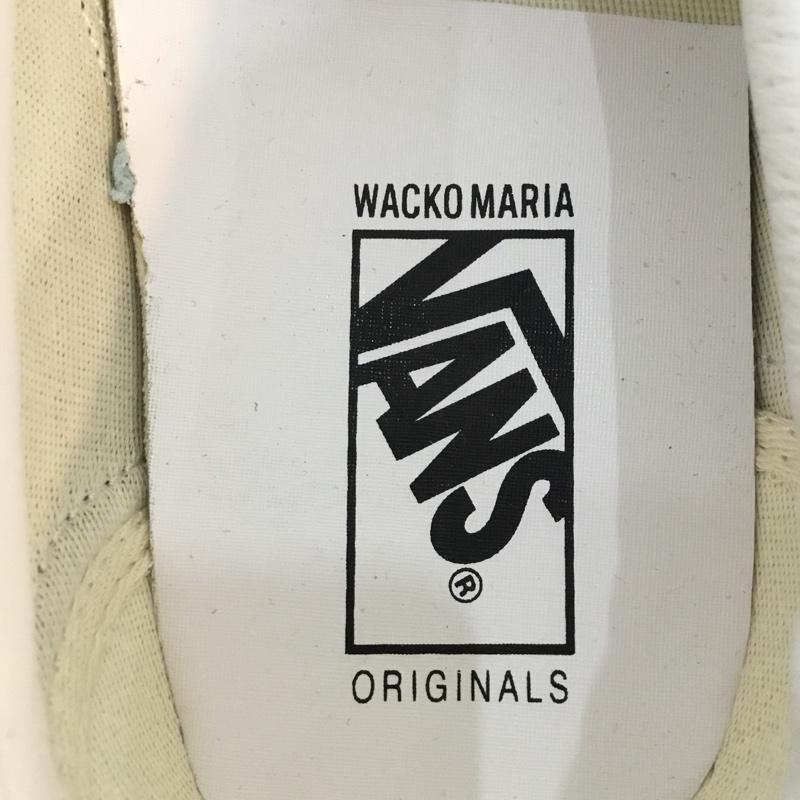 WACKO MARIA
VANS
®
ORIGINALS